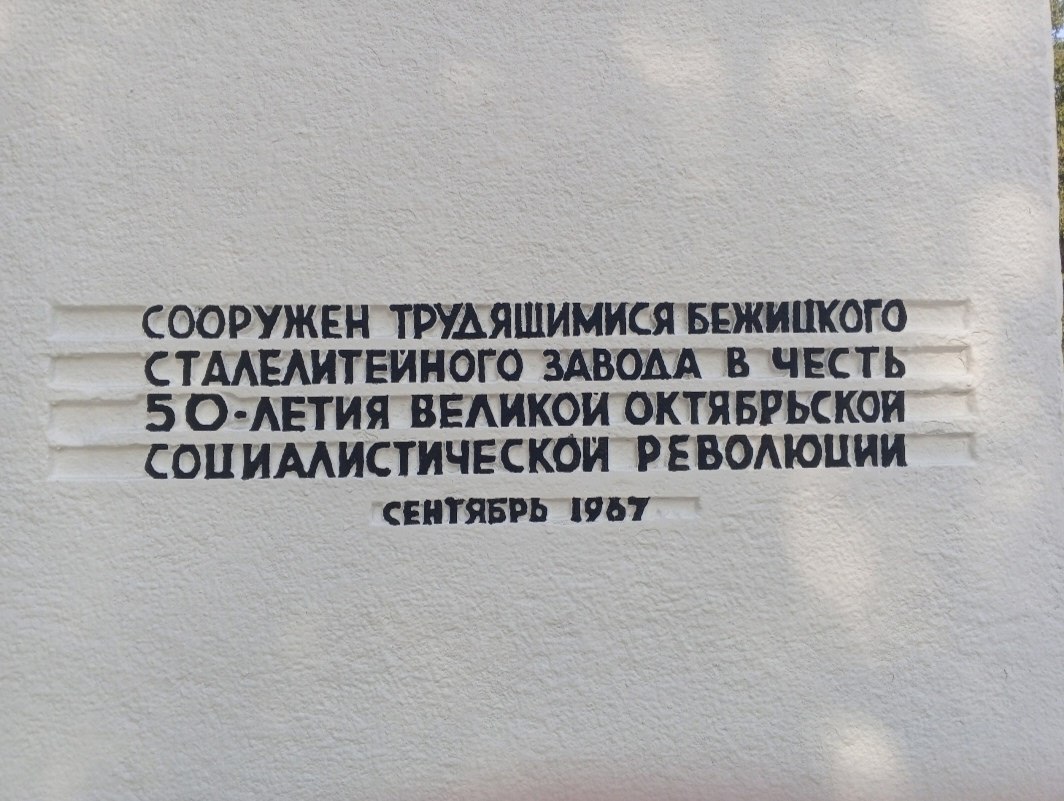 СООРУЖЕН ТРУДЯЩИМИСЯ БЕЖИЦКОГО
СТАЛЕЛИТЕЙНОГО ЗАВОДА В ЧЕСТЬ
50-ЛЕТИЯ ВЕЛИКОЙ ОКТЯБРЬСКОЙ
СОЦИАЛИСТИЧЕСКОЙ РЕВОЛЮЦИИ
СЕНТЯБРЬ 1967